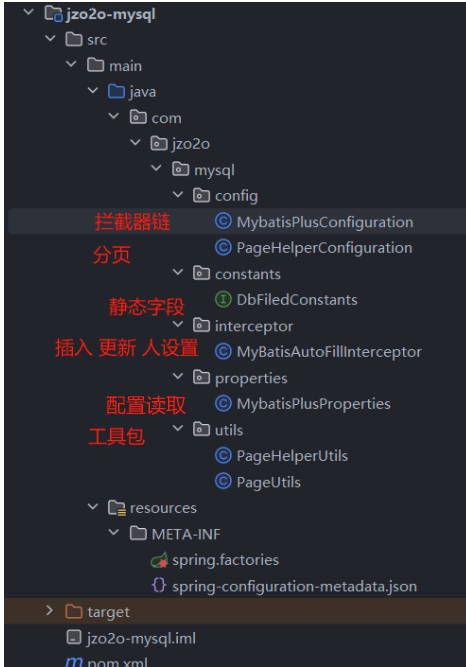 jzo2o-mysql
src
main
java
com
jzo2o
mysql
config
拦截器链 MybatisPlusConfiguration
分页 PageHelperConfiguration
constants
静态字段 DbFiledConstants
interceptor
插入 更新 人设置 MyBatisAutoFillInterceptor
properties
配置读取 MybatisPlusProperties
工具包 utils
PageHelperUtils
PageUtils
resources
META-INF
spring.factories
spring-configuration-metadata.json
target
jzo2o-mysql.iml
pom.xml